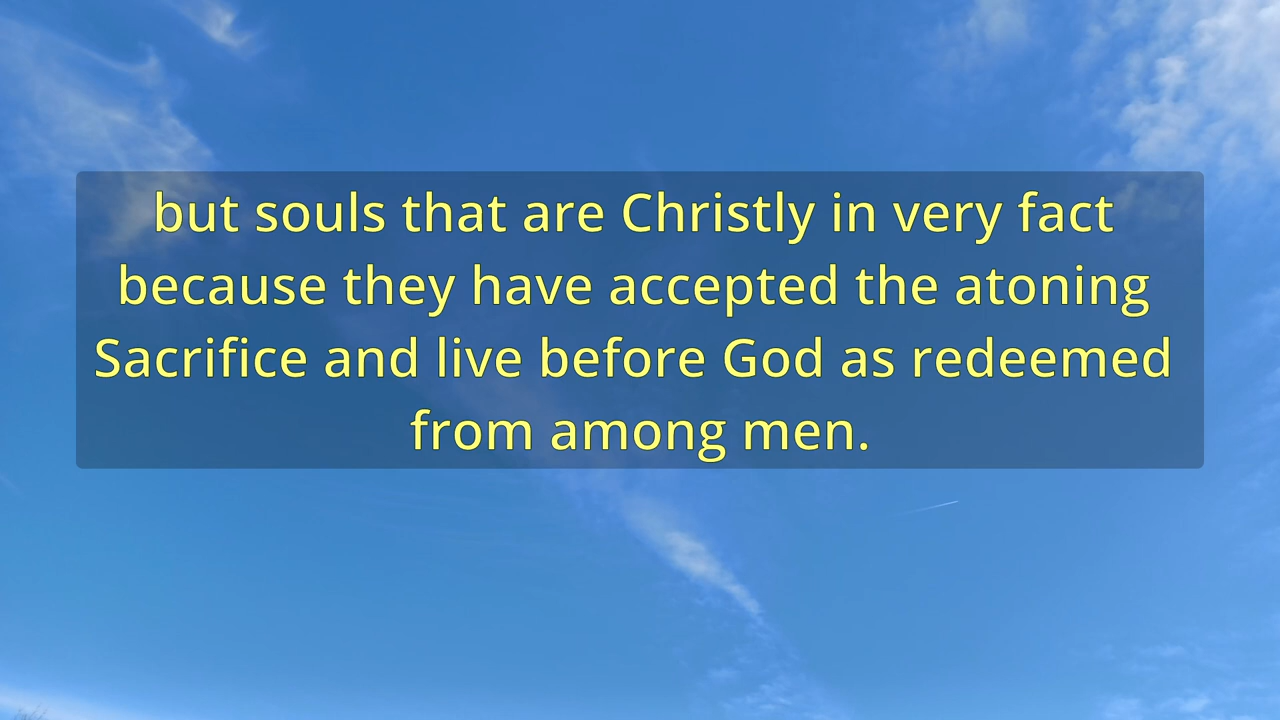 but souls that are Christly in very fact
because they have accepted the atoning
Sacrifice and live before God as redeemed
from among men.